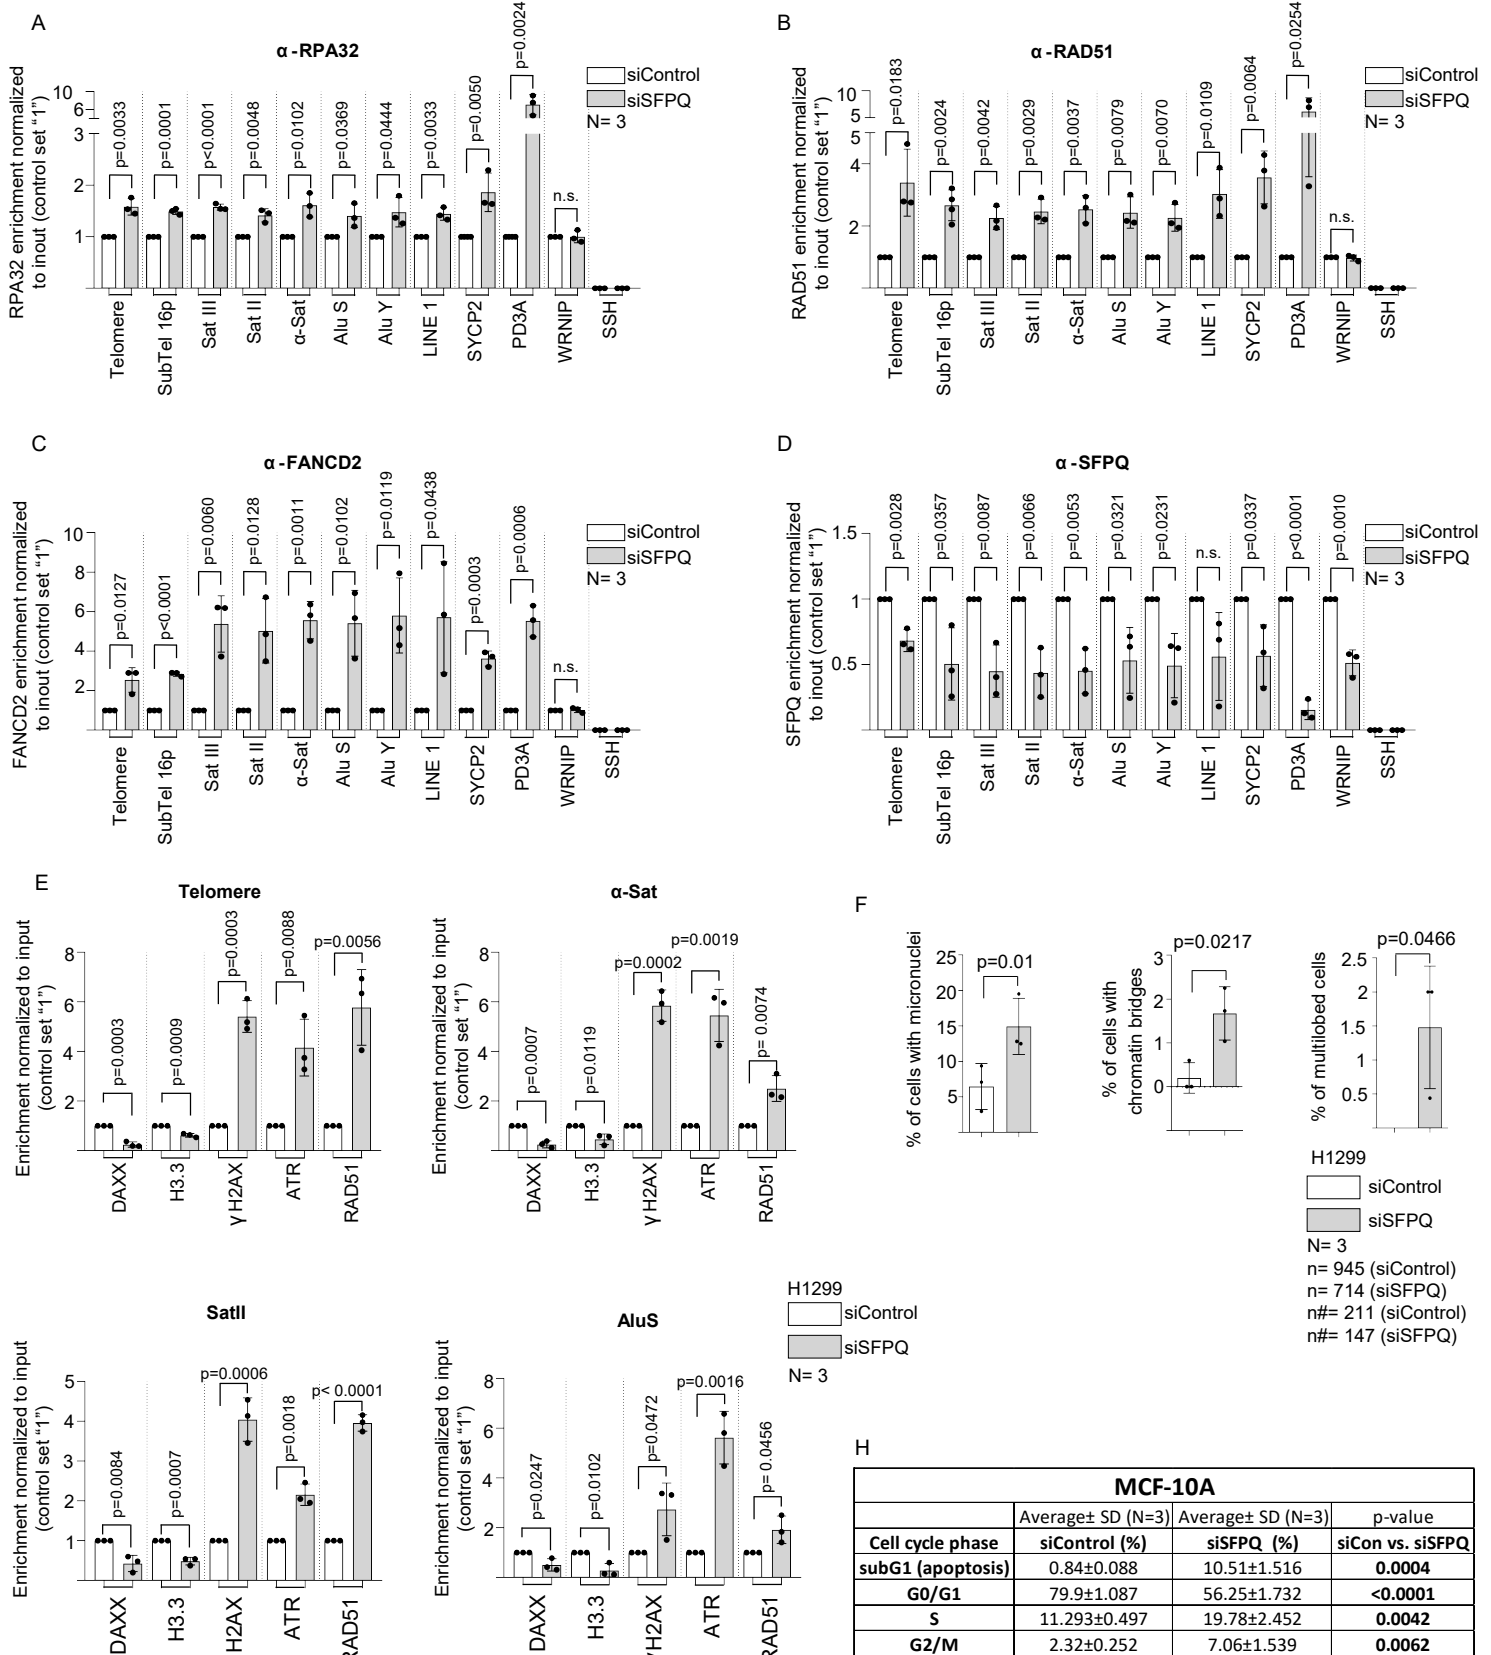 A
α -RPA32
RPA32 enrichment normalized
to inout (control set “1”)
10
6
3
2
1
p=0.0033
p=0.0001
p<0.0001
p=0.0048
p=0.0102
p=0.0369
p=0.0444
p=0.0033
p=0.0050
p=0.0024
n.s.
siControl
siSFPQ
N= 3
Telomere
SubTel 16p
Sat III
Sat II
α-Sat
Alu S
Alu Y
LINE 1
SYCP2
PD3A
WRNIP
SSH
B
α -RAD51
RAD51 enrichment normalized
to inout (control set “1”)
10
5
5
4
2
p=0.0183
p=0.0024
p=0.0042
p=0.0029
p=0.0037
p=0.0079
p=0.0070
p=0.0109
p=0.0064
p=0.0254
n.s.
siControl
siSFPQ
N= 3
Telomere
SubTel 16p
Sat III
Sat II
α-Sat
Alu S
Alu Y
LINE 1
SYCP2
PD3A
WRNIP
SSH
C
α -FANCD2
FANCD2 enrichment normalized
to inout (control set “1”)
10
8
6
4
2
p=0.0127
p<0.0001
p=0.0060
p=0.0128
p=0.0011
p=0.0102
p=0.0119
p=0.0438
p=0.0003
p=0.0006
n.s.
siControl
siSFPQ
N= 3
Telomere
SubTel 16p
Sat III
Sat II
α-Sat
Alu S
Alu Y
LINE 1
SYCP2
PD3A
WRNIP
SSH
D
α -SFPQ
SFPQ enrichment normalized
to inout (control set “1”)
1.5
1
0.5
p=0.0028
p=0.0357
p=0.0087
p=0.0066
p=0.0053
p=0.0321
p=0.0231
n.s.
p=0.0337
p<0.0001
p=0.0010
siControl
siSFPQ
N= 3
Telomere
SubTel 16p
Sat III
Sat II
α-Sat
Alu S
Alu Y
LINE 1
SYCP2
PD3A
WRNIP
SSH
E
Telomere
Enrichment normalized to input
(control set “1”)
8
6
4
2
p=0.0003
p=0.0009
p=0.0003
p=0.0088
p=0.0056
DAXX
H3.3
γ H2AX
ATR
RAD51
α-Sat
Enrichment normalized to input
(control set “1”)
8
6
4
2
p=0.0007
p=0.0119
p=0.0002
p=0.0019
p= 0.0074
DAXX
H3.3
γ H2AX
ATR
RAD51
F
% of cells with micronuclei
25
20
15
10
5
p=0.01
% of cells with
chromatin bridges
3
2
1
0
p=0.0217
% of multilobed cells
2.5
2
1.5
1
0.5
p=0.0466
H1299
siControl
siSFPQ
N= 3
n= 945 (siControl)
n= 714 (siSFPQ)
n#= 211 (siControl)
n#= 147 (siSFPQ)
SatII
Enrichment normalized to input
(control set “1”)
5
4
3
2
1
p=0.0084
p=0.0007
p=0.0006
p=0.0018
p< 0.0001
DAXX
H3.3
H2AX
ATR
RAD51
AluS
Enrichment normalized to input
(control set “1”)
8
6
4
2
p=0.0247
p=0.0102
p=0.0472
p=0.0016
p= 0.0456
DAXX
H3.3
γH2AX
ATR
RAD51
H1299
siControl
siSFPQ
N= 3
H
MCF-10A
Average± SD (N=3) Average± SD (N=3) p-value
Cell cycle phase siControl (%) siSFPQ (%) siCon vs. siSFPQ
subG1 (apoptosis) 0.84±0.088 10.51±1.516 0.0004
G0/G1 79.9±1.087 56.25±1.732 <0.0001
S 11.293±0.497 19.78±2.452 0.0042
G2/M 2.32±0.252 7.06±1.539 0.0062